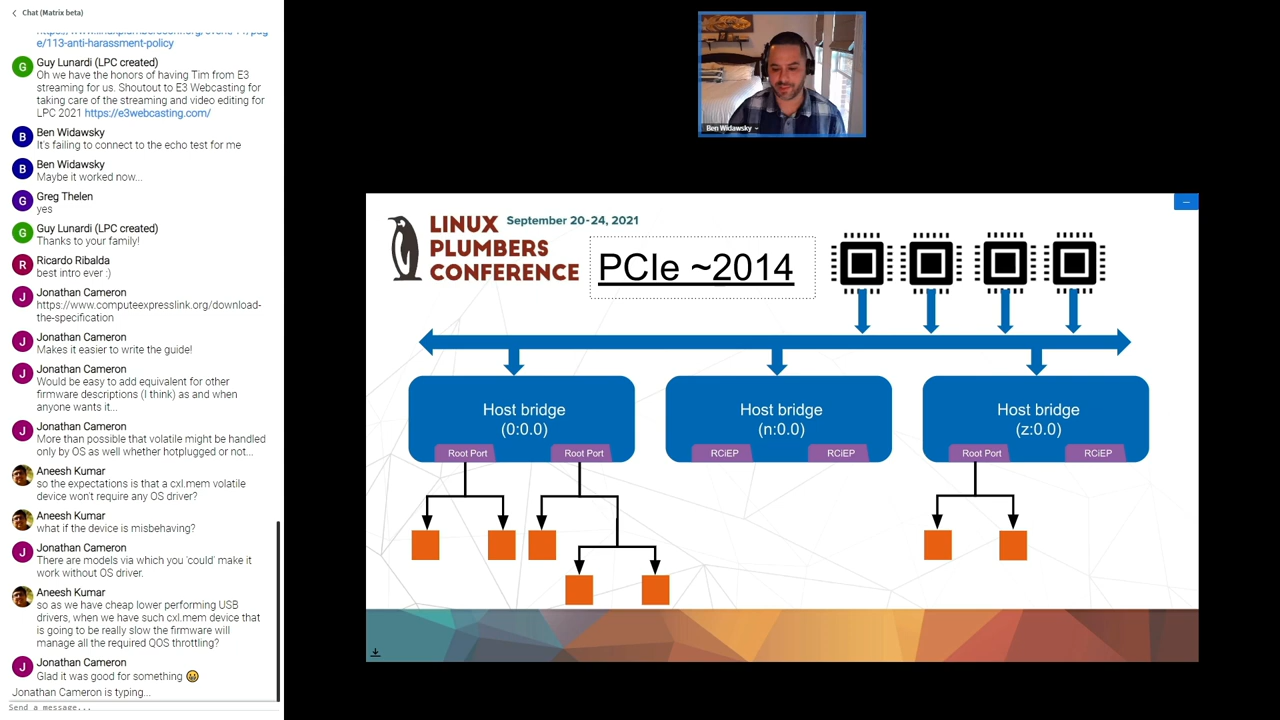 Chat (Matrix beta)
e/113-anti-harassment-policy
Guy Lunardi (LPC created)
Oh we have the honors of having Tim from E3
streaming for us. Shoutout to E3 Webcasting for
taking care of the streaming and video editing for
LPC 2021 https://e3webcasting.com/
Ben Widawsky
It's failing to connect to the echo test for me
Ben Widawsky
Maybe it worked now...
Greg Thelen
yes
Guy Lunardi (LPC created)
Thanks to your family!
Ricardo Ribalda
best intro ever :)
Jonathan Cameron
https://www.computeexpresslink.org/download-
the-specification
Jonathan Cameron
Makes it easier to write the guide!
Jonathan Cameron
Would be easy to add equivalent for other
firmware descriptions (I think) as and when
anyone wants it...
Jonathan Cameron
More than possible that volatile might be handled
only by OS as well whether hotplugged or not...
Aneesh Kumar
so the expectations is that a cxl.mem volatile
device won't require any OS driver?
Aneesh Kumar
what if the device is misbehaving?
Jonathan Cameron
There are models via which you 'could' make it
work without OS driver.
Aneesh Kumar
so as we have cheap lower performing USB
drivers, when we have such cxl.mem device that
is going to be really slow the firmware will
manage all the required QOS throttling?
Jonathan Cameron
Glad it was good for something
Jonathan Cameron is typing...
Send a message...
G
B
B
G
G
R
J
J
J
J
J
J
Ben Widawsky
LINUX
PLUMBERS
CONFERENCE
September 20-24, 2021
PCIe ~2014
Host bridge
(0:0.0)
Root Port
Root Port
Host bridge
(n:0.0)
RCiEP
RCiEP
Host bridge
(z:0.0)
Root Port
RCiEP